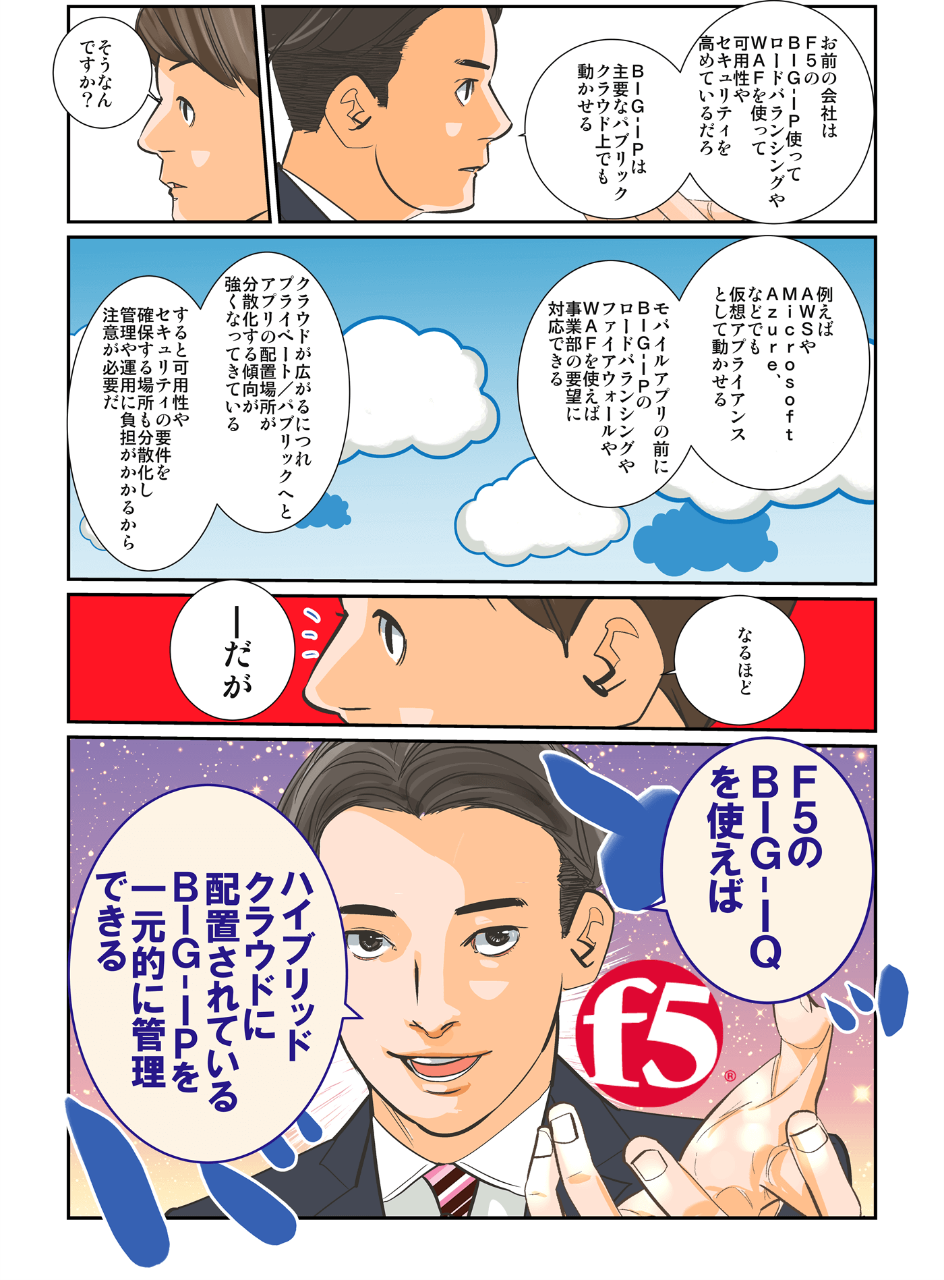 お前の会社は
F5の
BIG-IP使って
ロードバランシングや
WAFを使って
可用性や
セキュリティを
高めているだろ
BIG-IPは
主要なパブリック
クラウド上でも
動かせる
そうなん
ですか?
例えば
AWSや
Microsoft
Azure、
などでも
仮想アプライアンス
として動かせる
モバイルアプリの前に
BIG-IPの
ロードバランシングや
ファイアウォールや
WAFを使えば
事業部の要望に
対応できる
クラウドが広がるにつれ
プライベート/パブリックへと
アプリの配置場所が
分散化する傾向が
強くなってきている
すると可用性や
セキュリティの要件を
確保する場所も分散化し
管理や運用に負担がかかるから
注意が必要だ
なるほど
ーだが
F5の
BIG-IQ
を使えば
ハイブリッド
クラウドに
配置されている
BIG-IPを
一元的に管理
できる
f5
®